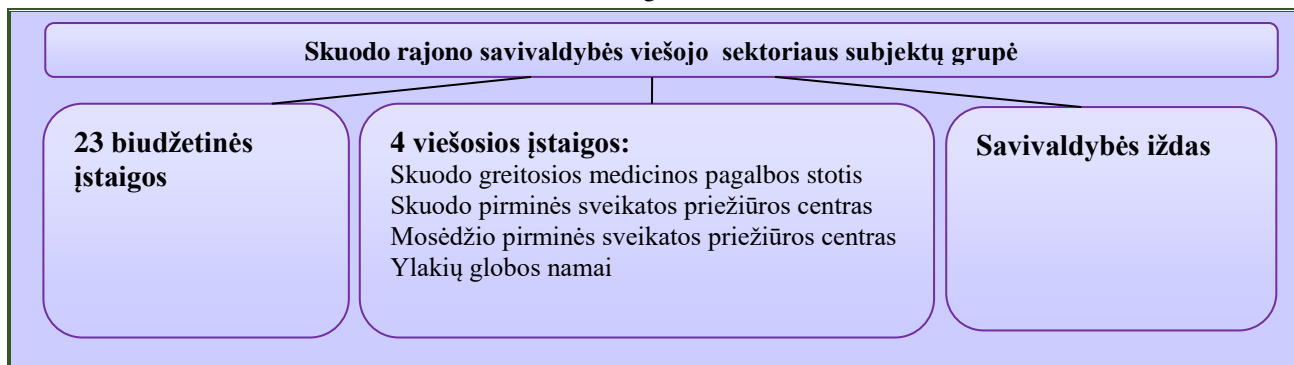 Skuodo rajono savivaldybės viešojo sektoriaus subjektų grupė
23 biudžetinės
įstaigos
4 viešosios įstaigos:
Skuodo greitosios medicinos pagalbos stotis
Skuodo pirminės sveikatos priežiūros centras
Mosėdžio pirminės sveikatos priežiūros centras
Ylakių globos namai
Savivaldybės iždas